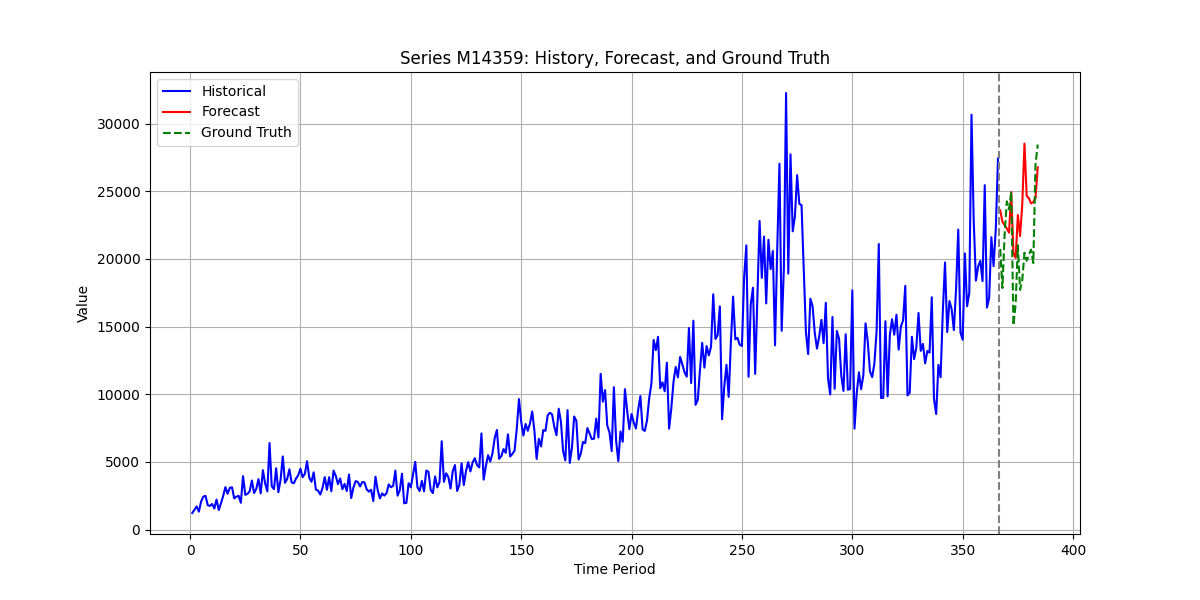 Series M14359: History, Forecast, and Ground Truth
Historical
Forecast
Ground Truth
30000
25000
20000
15000
10000
5000
0
Value
0 50 100 150 200 250 300 350 400
Time Period